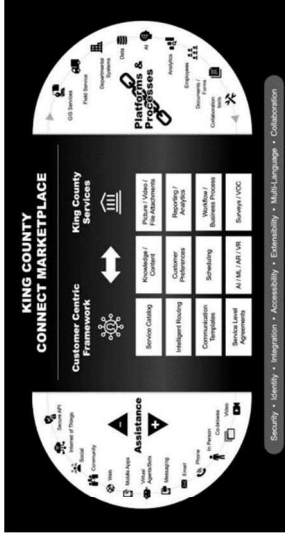 KING COUNTY
CONNECT MARKETPLACE
Customer Centric
Framework
King County
Services
Service Catalog
Knowledge /
Content
Picture / Video /
File Attachments
Intelligent Routing
Customer
Preferences
Reporting /
Analytics
Communication
Templates
Scheduling
Workflow /
Business Process
Service Level
Agreements
AI / ML / AR / VR
Surveys / VOC
Assistance
Secure API
Internet of Things
Social
Community
Web
Mobile Apps
Virtual
Agents/Bots
Messaging
Email
Phone
In Person
Co-browse
Video
Platforms &
Processes
GIS Services
Field Service
Departmental
Systems
Data
AI
Analytics
Employees
Documents /
Forms
Collaboration
tools
Security • Identity • Integration • Accessibility • Extensibility • Multi-Language • Collaboration